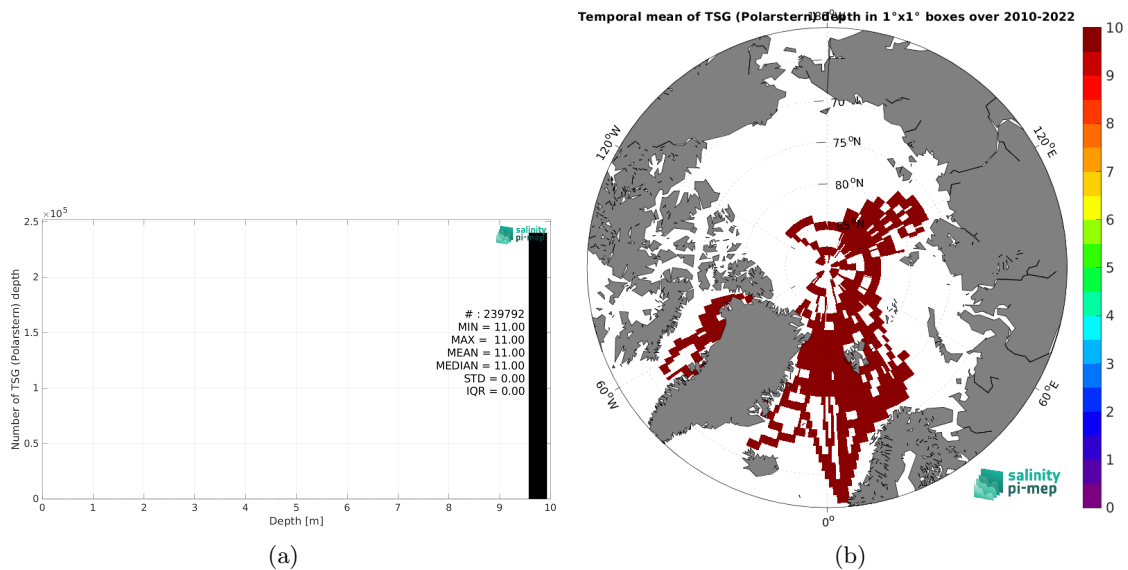 ×10⁵
2.5
2
1.5
1
0.5
0
Number of TSG (Polarstern) depth
salinity
pi-mep
# : 239792
MIN = 11.00
MAX = 11.00
MEAN = 11.00
MEDIAN = 11.00
STD = 0.00
IQR = 0.00
0 1 2 3 4 5 6 7 8 9 10
Depth [m]
(a)
Temporal mean of TSG (Polarstern) depth in 1°x1° boxes over 2010-2022
180°W
120°W
120°E
60°W
60°E
0°
70°N
75°N
80°N
85°N
10
9
8
7
6
5
4
3
2
1
0
salinity
pi-mep
(b)